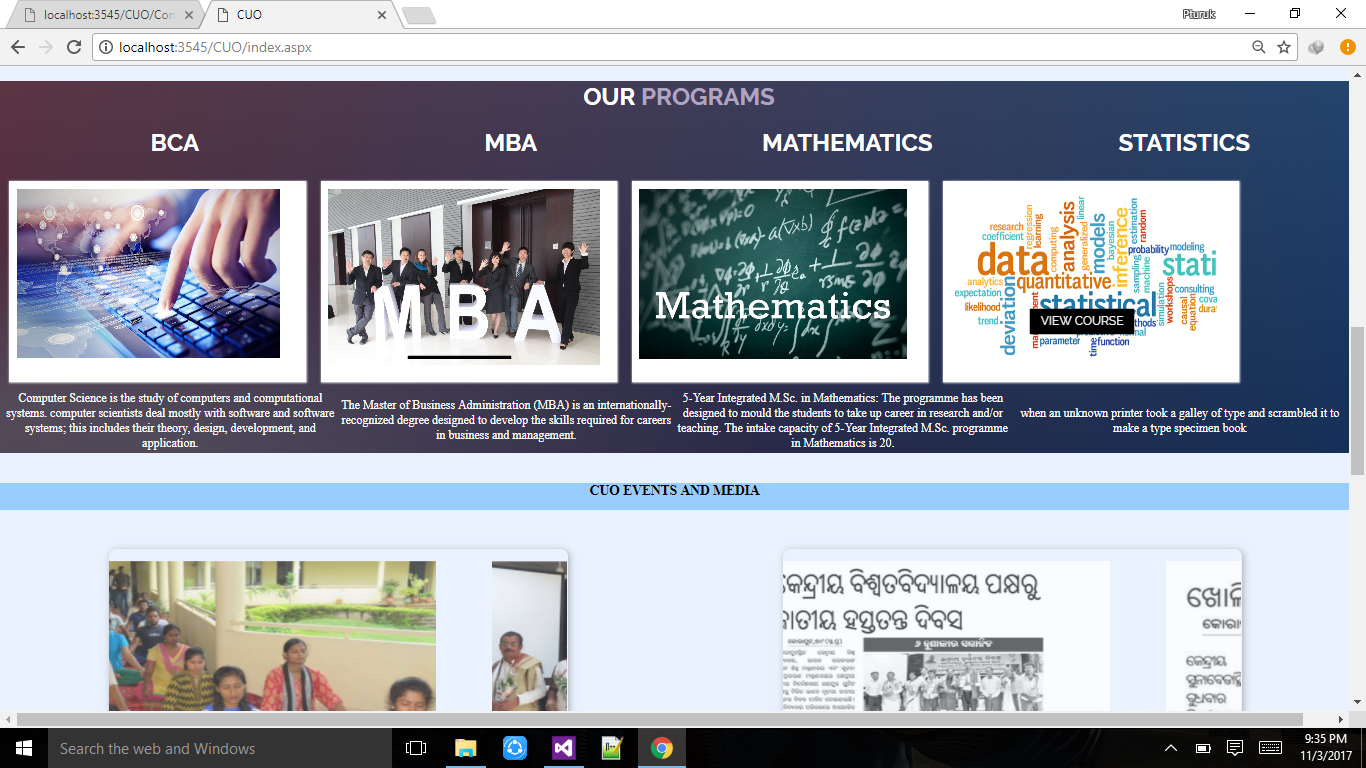 localhost:3545/CUO/Con
CUO
Pturuk
localhost:3545/CUO/index.aspx
OUR PROGRAMS
BCA
MBA
MATHEMATICS
STATISTICS
MBA
Mathematics
research
coefficient
regression
learning
computing
analysis
generalized
linear
models
bayesian
inference
estimation
random
probability
modeling
data
analytics
quantitative
sampling
machine
stati
expectation
deviation
statistical
simulation
workshops
consulting
causal
equation
likelihood
trend
VIEW COURSE
parameter
time
function
Computer Science is the study of computers and computational
systems. computer scientists deal mostly with software and software
systems; this includes their theory, design, development, and
application.
The Master of Business Administration (MBA) is an internationally-
recognized degree designed to develop the skills required for careers
in business and management.
5-Year Integrated M.Sc. in Mathematics: The programme has been
designed to mould the students to take up career in research and/or
teaching. The intake capacity of 5-Year Integrated M.Sc. programme
in Mathematics is 20.
when an unknown printer took a galley of type and scrambled it to
make a type specimen book
CUO EVENTS AND MEDIA
କେନ୍ଦ୍ରୀୟ ବିଶ୍ୱବିଦ୍ୟାଳୟ ପକ୍ଷରୁ
ଜାତୀୟ ହସ୍ତତନ୍ତ ଦିବସ
କେନ୍ଦ୍ରୀୟ
Search the web and Windows
9:35 PM
11/3/2017